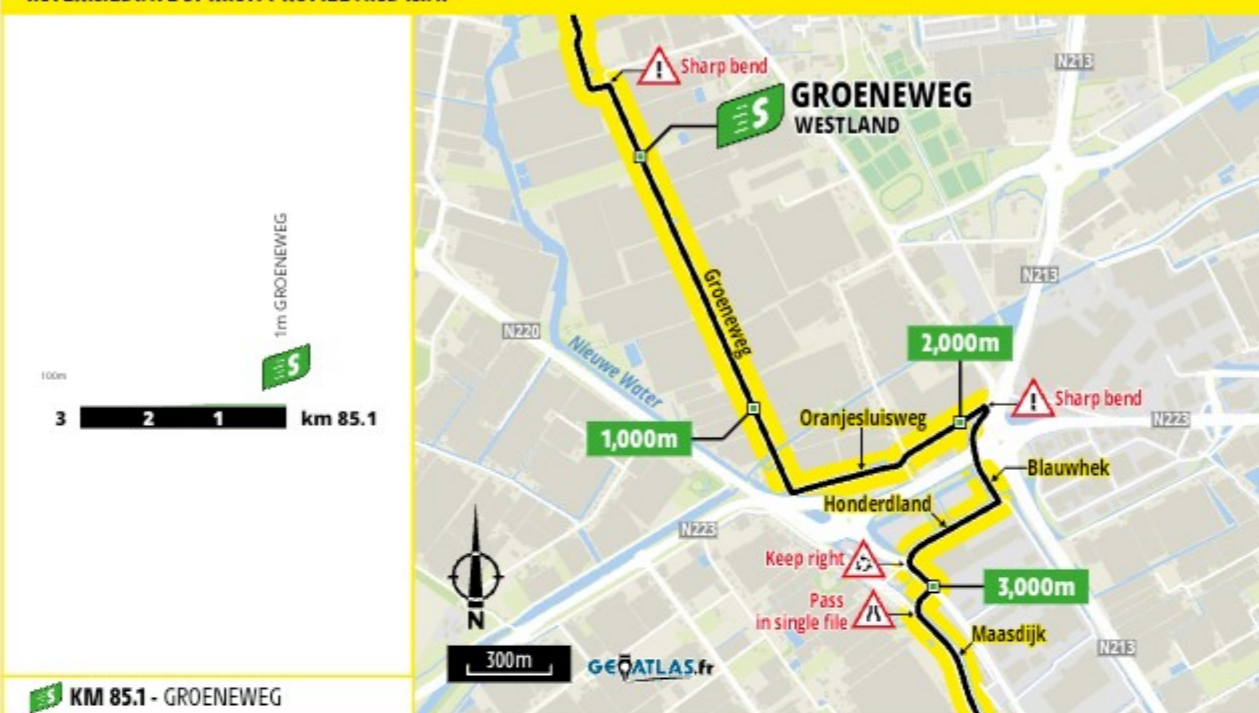 Sharp bend
N213
GROENEWEG
WESTLAND
1m GROENEWEG
S
S
Groeneweg
N213
N220
Nieuwe Water
2,000m
100m
Sharp bend
3 2 1 km 85.1
Oranjesluisweg
N223
1,000m
Blauwhek
Honderdland
N223
Keep right
3,000m
Pass
in single file
N
Maasdijk
N213
300m
GEOATLAS.fr
S KM 85.1 - GROENEWEG